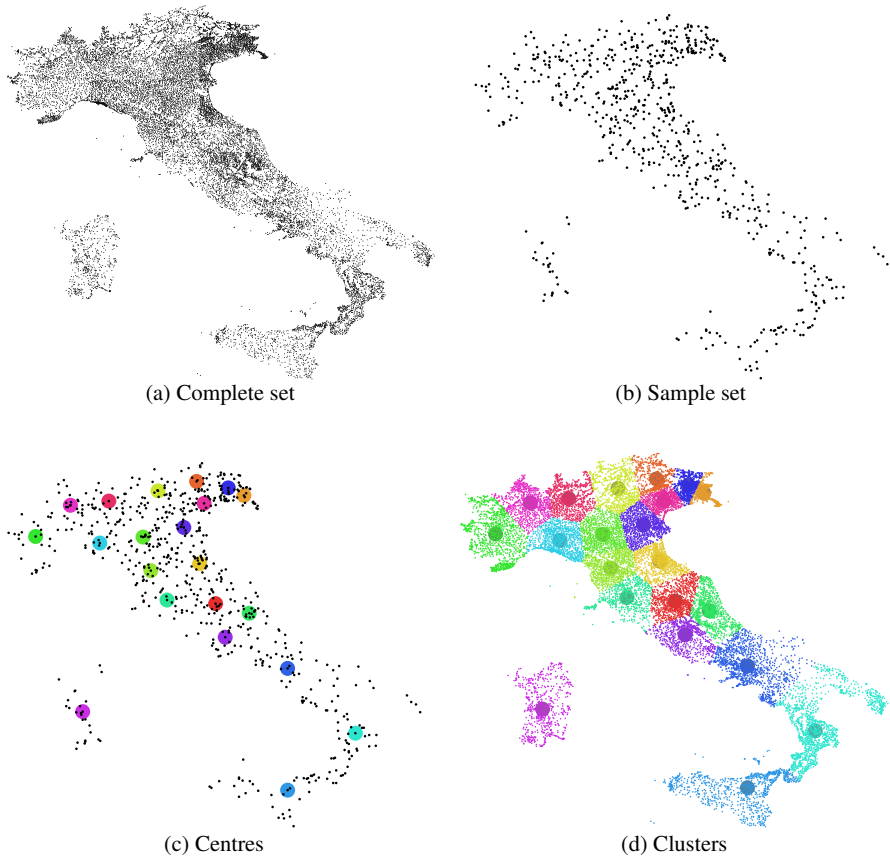 (a) Complete set
(b) Sample set
(c) Centres
(d) Clusters